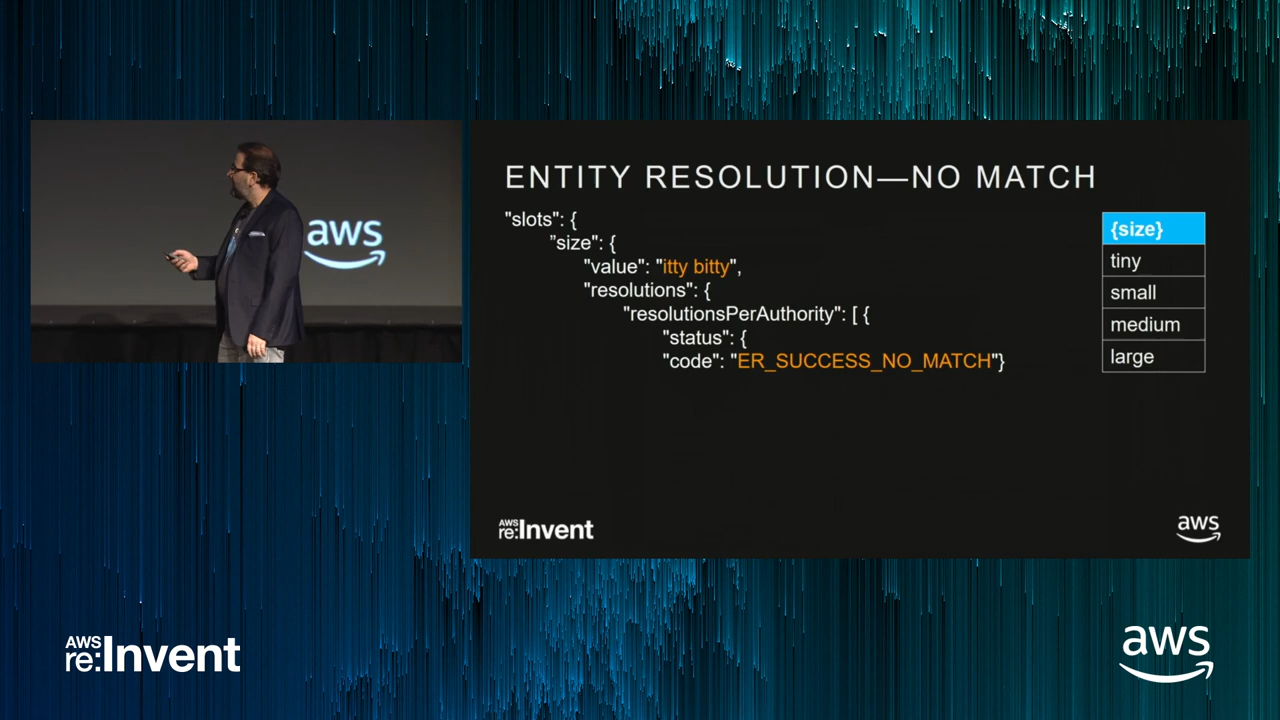 aws
ENTITY RESOLUTION—NO MATCH
"slots": {
”size": {
"value": "itty bitty",
"resolutions": {
"resolutionsPerAuthority": [ {
"status": {
"code": "ER_SUCCESS_NO_MATCH"}
{size}
tiny
small
medium
large
AWS
re:Invent
aws
AWS
re:Invent
aws